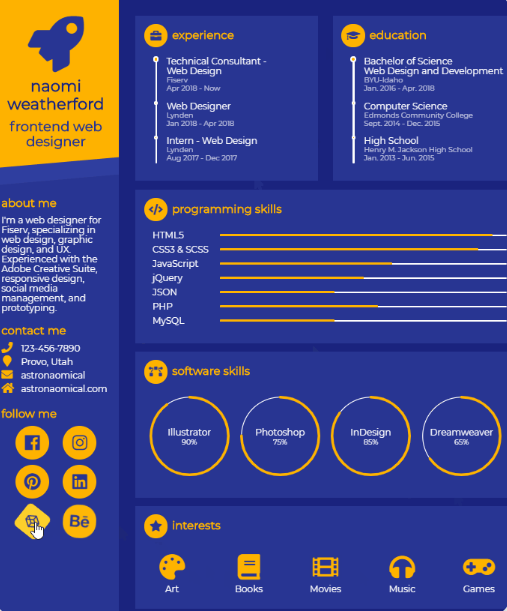 naomi
weatherford
frontend web
designer
about me
I'm a web designer for
Fiserv, specializing in
web design, graphic
design, and UX.
Experienced with the
Adobe Creative Suite,
responsive design,
social media
management, and
prototyping.
contact me
123-456-7890
Provo, Utah
astronaomical
astronaomical.com
follow me
Bē
experience
Technical Consultant -
Web Design
Fiserv
Apr 2018 - Now
Web Designer
Lynden
Jan 2018 - Apr 2018
Intern - Web Design
Lynden
Aug 2017 - Dec 2017
education
Bachelor of Science
Web Design and Development
BYU-Idaho
Jan. 2016 - Apr. 2018
Computer Science
Edmonds Community College
Sept. 2014 - Dec. 2015
High School
Henry M. Jackson High School
Jan. 2013 - Jun. 2015
programming skills
HTML5
CSS3 & SCSS
JavaScript
jQuery
JSON
PHP
MySQL
software skills
Illustrator
90%
Photoshop
75%
InDesign
85%
Dreamweaver
65%
interests
Art
Books
Movies
Music
Games